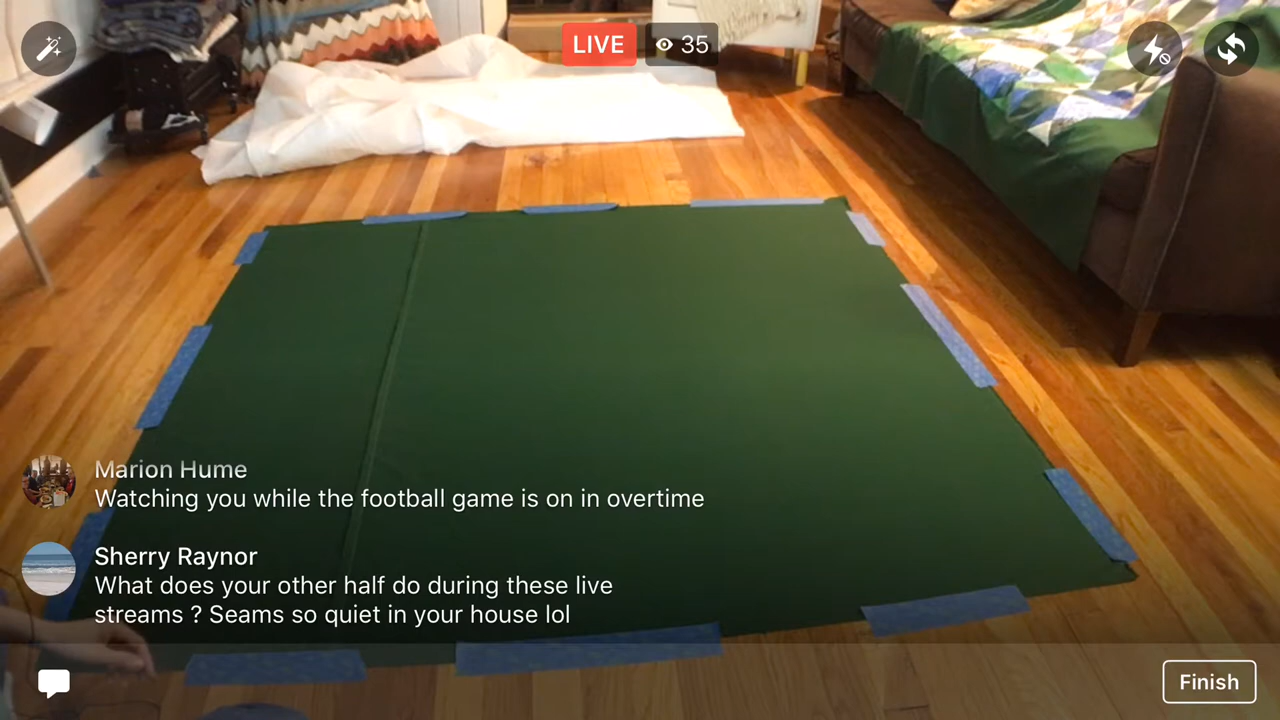 LIVE
35
Marion Hume
Watching you while the football game is on in overtime
Sherry Raynor
What does your other half do during these live
streams ? Seams so quiet in your house lol
Finish